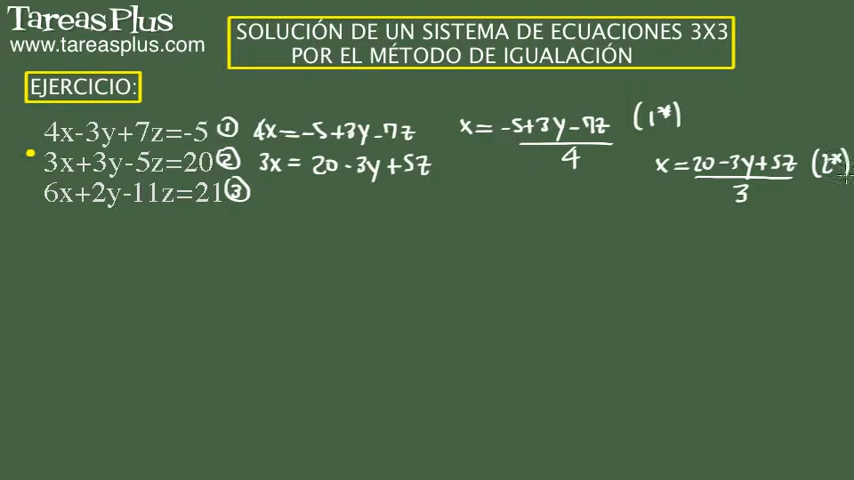 TareasPlus
www.tareasplus.com
SOLUCIÓN DE UN SISTEMA DE ECUACIONES 3X3
POR EL MÉTODO DE IGUALACIÓN
EJERCICIO:
4x-3y+7z=-5 ① 4x = -5+3y-7z x = -5+3y-7z/4 (1*)
3x+3y-5z=20 ② 3x = 20-3y+5z x = 20-3y+5z/3 (2*)
6x+2y-11z=21 ③